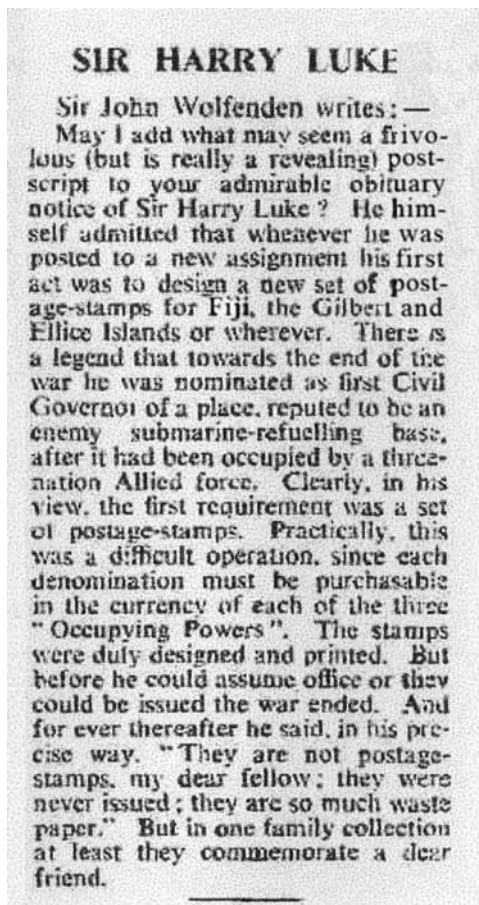 SIR HARRY LUKE
Sir John Wolfenden writes: —
May I add what may seem a frivo-
lous (but is really a revealing) post-
script to your admirable obituary
notice of Sir Harry Luke? He him-
self admitted that whenever he was
posted to a new assignment his first
act was to design a new set of post-
age-stamps for Fiji, the Gilbert and
Ellice Islands or wherever. There is
a legend that towards the end of the
war he was nominated as first Civil
Governor of a place, reputed to be an
enemy submarine-refuelling base,
after it had been occupied by a three-
nation Allied force. Clearly, in his
view, the first requirement was a set
of postage-stamps. Practically, this
was a difficult operation, since each
denomination must be purchasable
in the currency of each of the three
"Occupying Powers". The stamps
were duly designed and printed. But
before he could assume office or they
could be issued the war ended. And
for ever thereafter he said, in his pre-
cise way, "They are not postage-
stamps, my dear fellow; they were
never issued; they are so much waste
paper." But in one family collection
at least they commemorate a dear
friend.